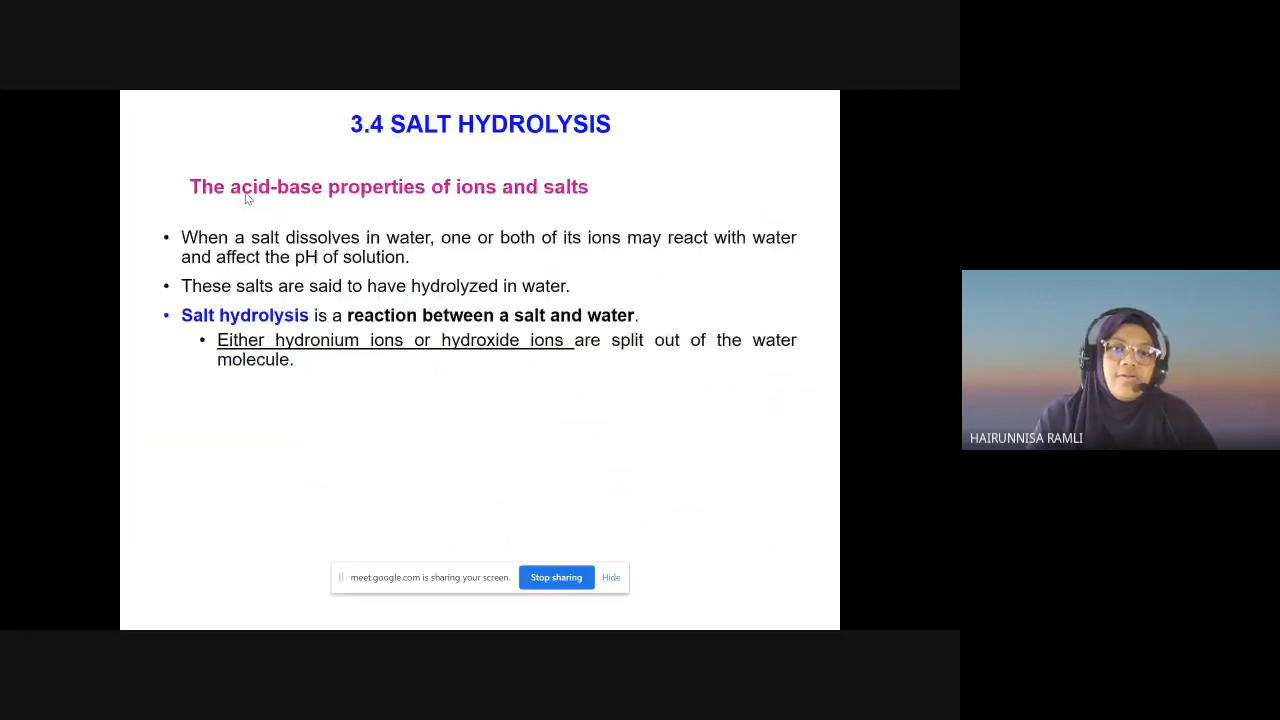 3.4 SALT HYDROLYSIS
The acid-base properties of ions and salts
• When a salt dissolves in water, one or both of its ions may react with water
and affect the pH of solution.
• These salts are said to have hydrolyzed in water.
• Salt hydrolysis is a reaction between a salt and water.
• Either hydronium ions or hydroxide ions are split out of the water
molecule.
HAIRUNNISA RAMLI
meet.google.com is sharing your screen. Stop sharing Hide